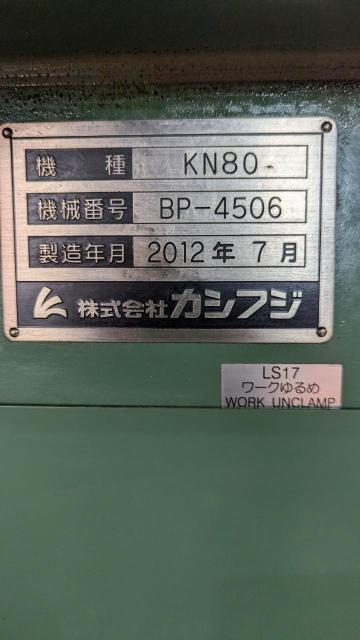 機種 KN80
機械番号 BP-4506
製造年月 2012年7月
株式会社カシフジ
LS17
ワークゆるめ
WORK UNCLAMP